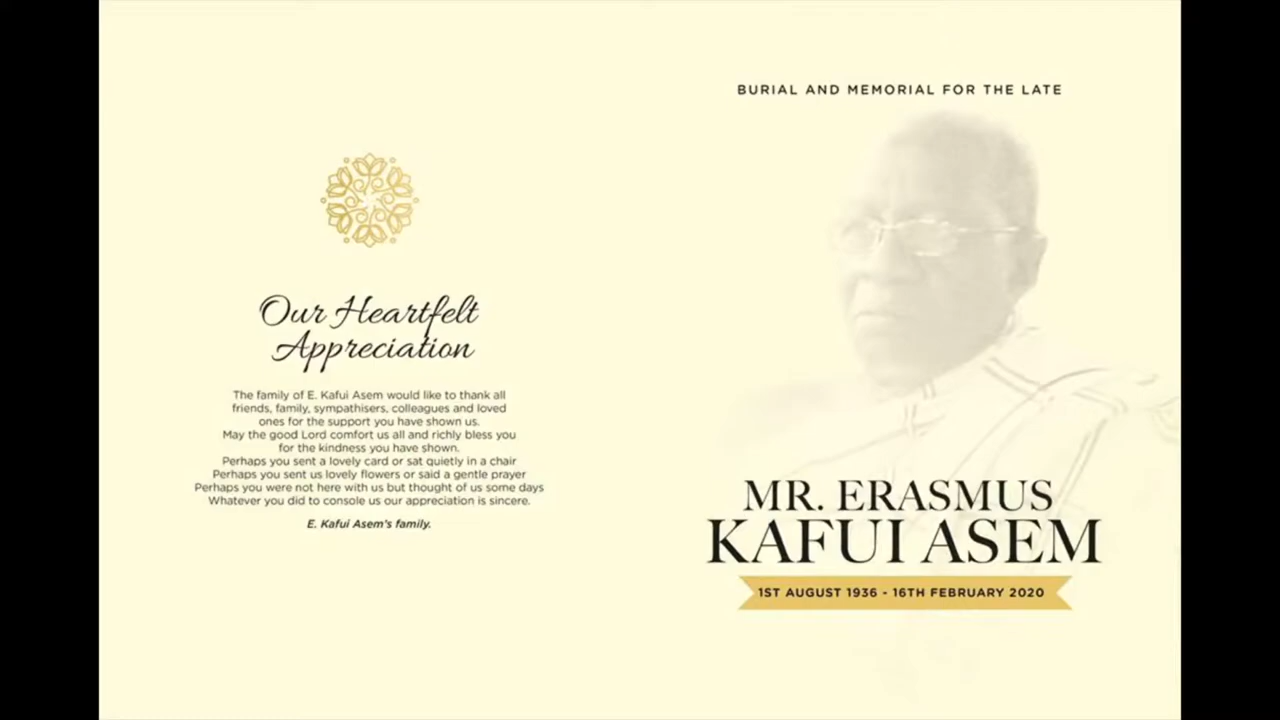 Our Heartfelt
Appreciation
The family of E. Kafui Asem would like to thank all
friends, family, sympathisers, colleagues and loved
ones for the support you have shown us.
May the good Lord comfort us all and richly bless you
for the kindness you have shown.
Perhaps you sent a lovely card or sat quietly in a chair
Perhaps you sent us lovely flowers or said a gentle prayer
Perhaps you were not here with us but thought of us some days
Whatever you did to console us our appreciation is sincere.
E. Kafui Asem's family.
BURIAL AND MEMORIAL FOR THE LATE
MR. ERASMUS
KAFUI ASEM
1ST AUGUST 1936 - 16TH FEBRUARY 2020